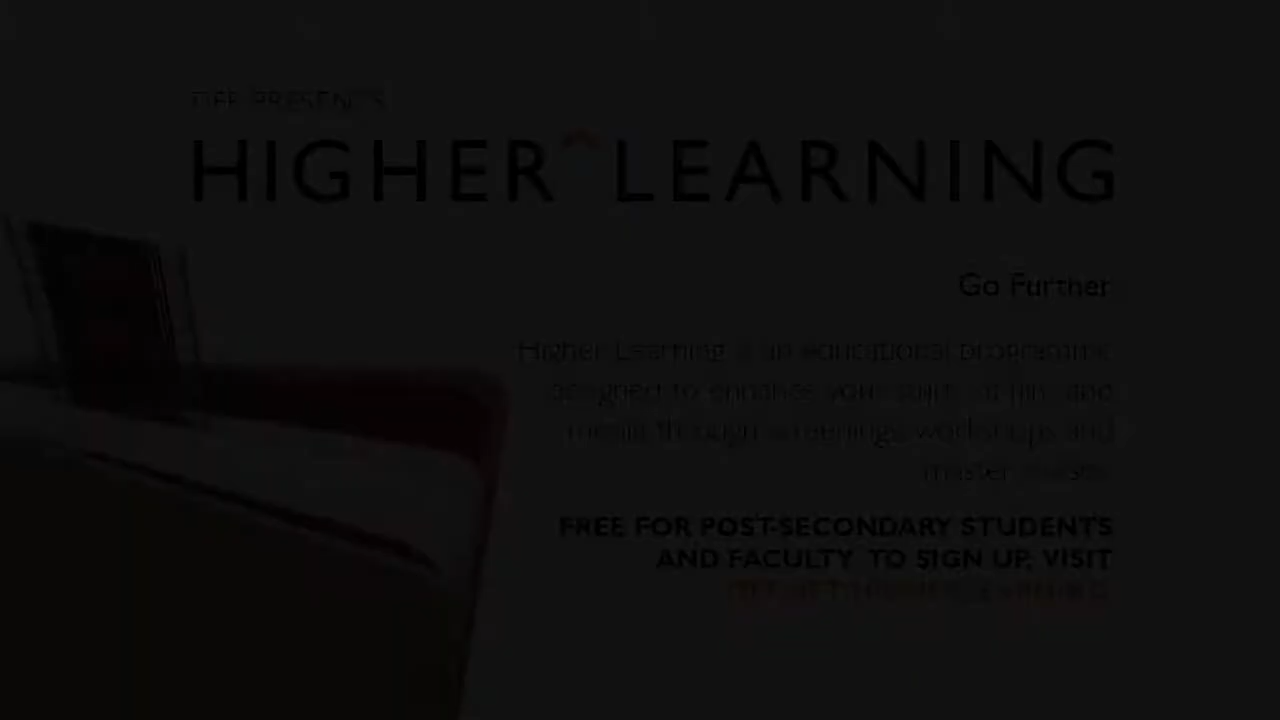 TIFF PRESENTS
HIGHER LEARNING
Go Further
Higher Learning is an educational programme
designed to enhance your studies of film and
media through screenings, workshops and
master classes.
FREE FOR POST-SECONDARY STUDENTS
AND FACULTY TO SIGN UP, VISIT